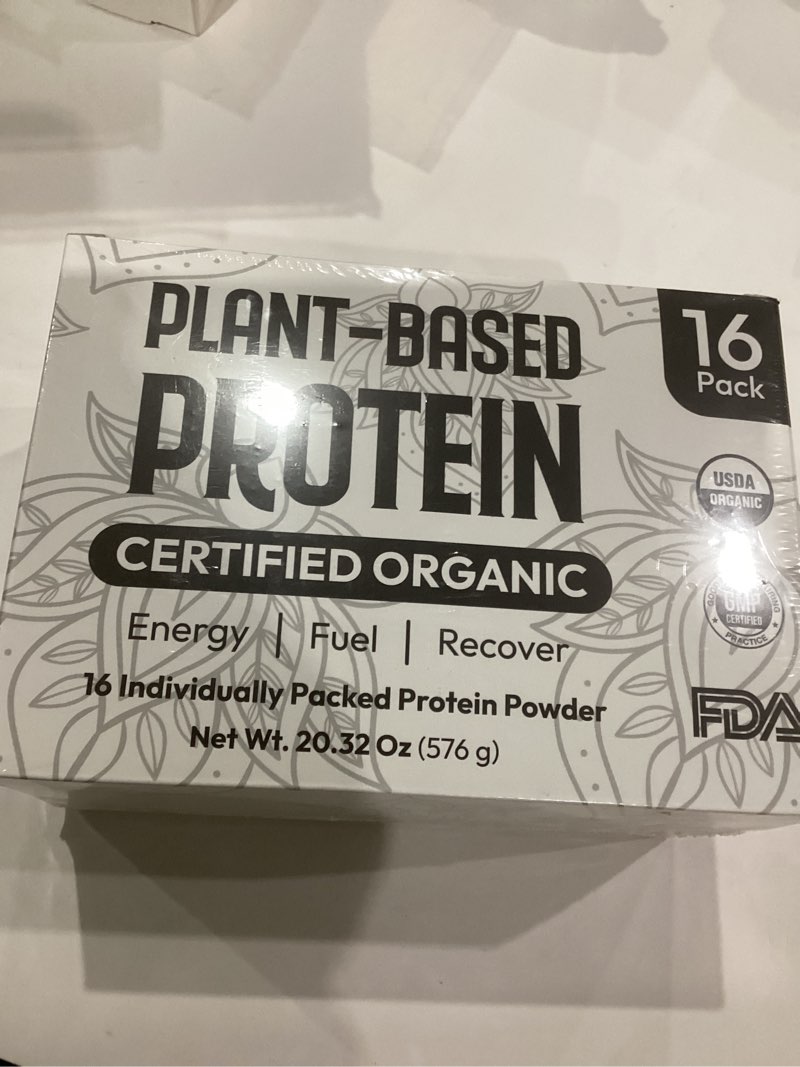 PLANT-BASED
PROTEIN
CERTIFIED ORGANIC
Energy | Fuel | Recover
16 Individually Packed Protein Powder
Net Wt. 20.32 Oz (576 g)
16
Pack
USDA
ORGANIC
GMP
CERTIFIED
PRACTICE
FDA